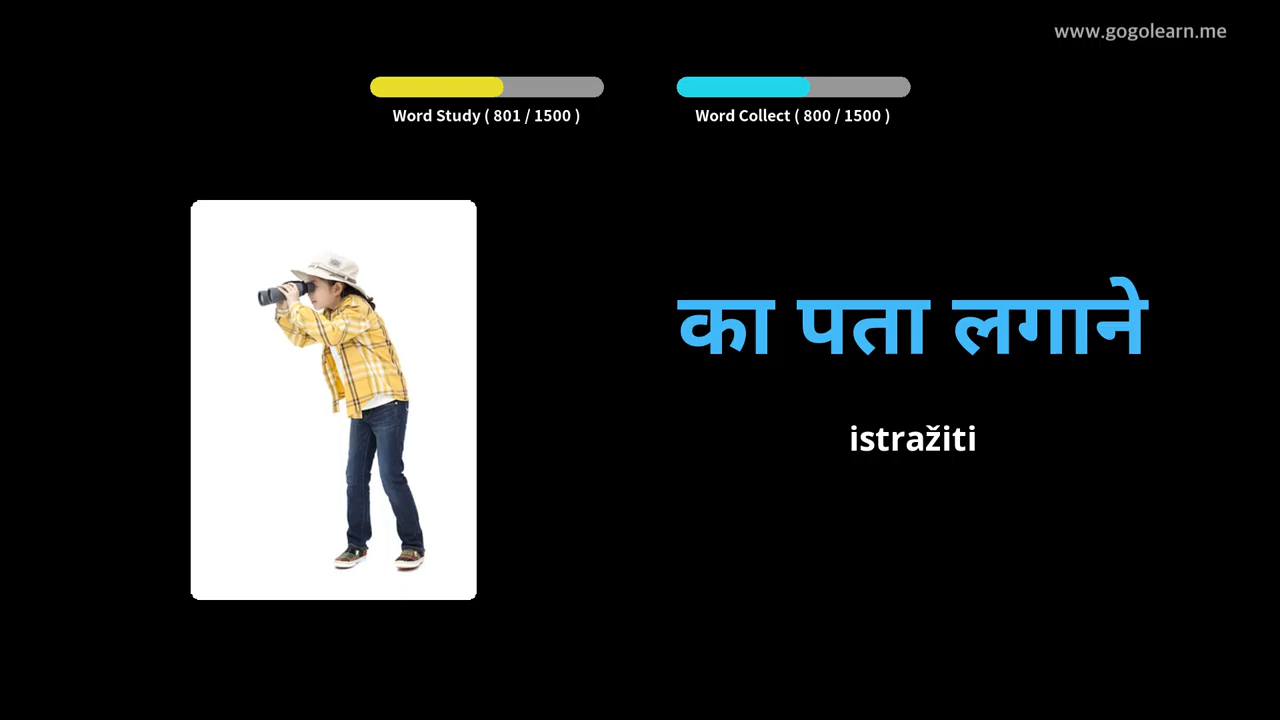 www.gogolearn.me
Word Study ( 801 / 1500 )
Word Collect ( 800 / 1500 )
का पता लगाने
istražiti